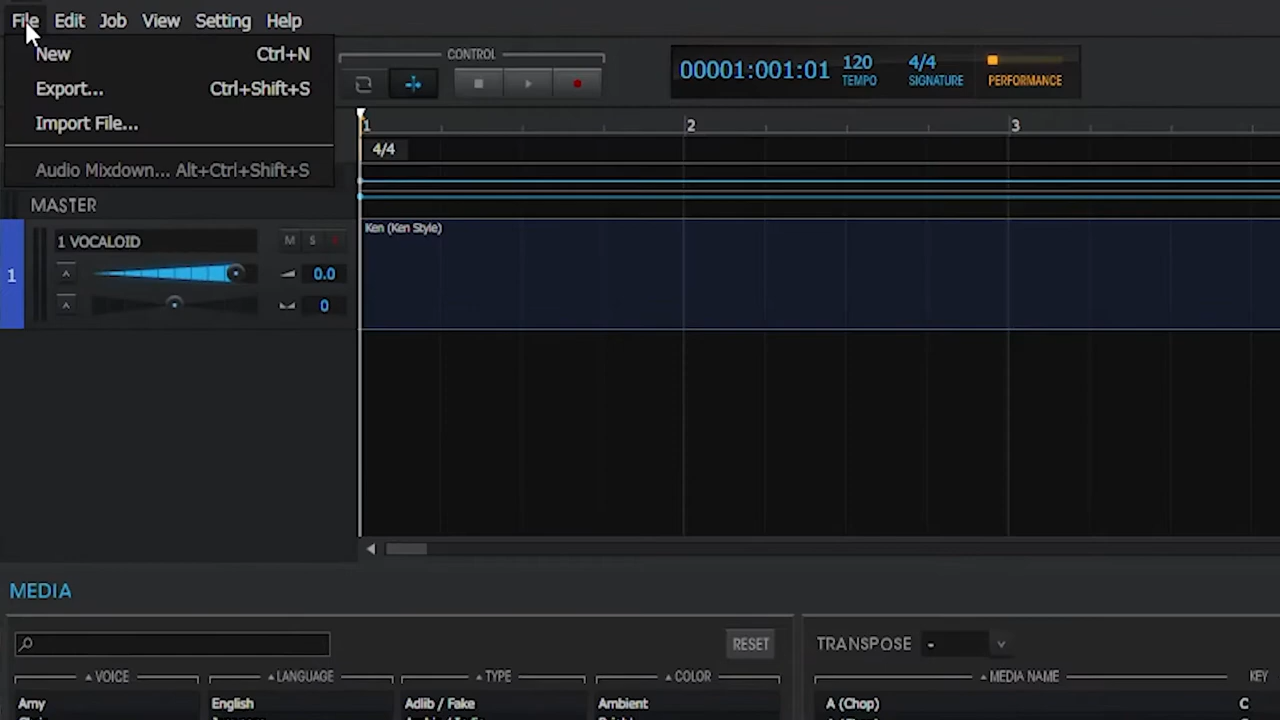 File Edit Job View Setting Help
New Ctrl+N
Export... Ctrl+Shift+S
Import File...
Audio Mixdown... Alt+Ctrl+Shift+S
CONTROL
00001:001:01
120
TEMPO
4/4
SIGNATURE
PERFORMANCE
1 2 3
4/4
MASTER
1
1 VOCALOID
M S
0.0
0
Ken (Ken Style)
MEDIA
RESET
TRANSPOSE -
VOICE LANGUAGE TYPE COLOR MEDIA NAME KEY
Amy English Adlib / Fake Ambient A (Chop) C